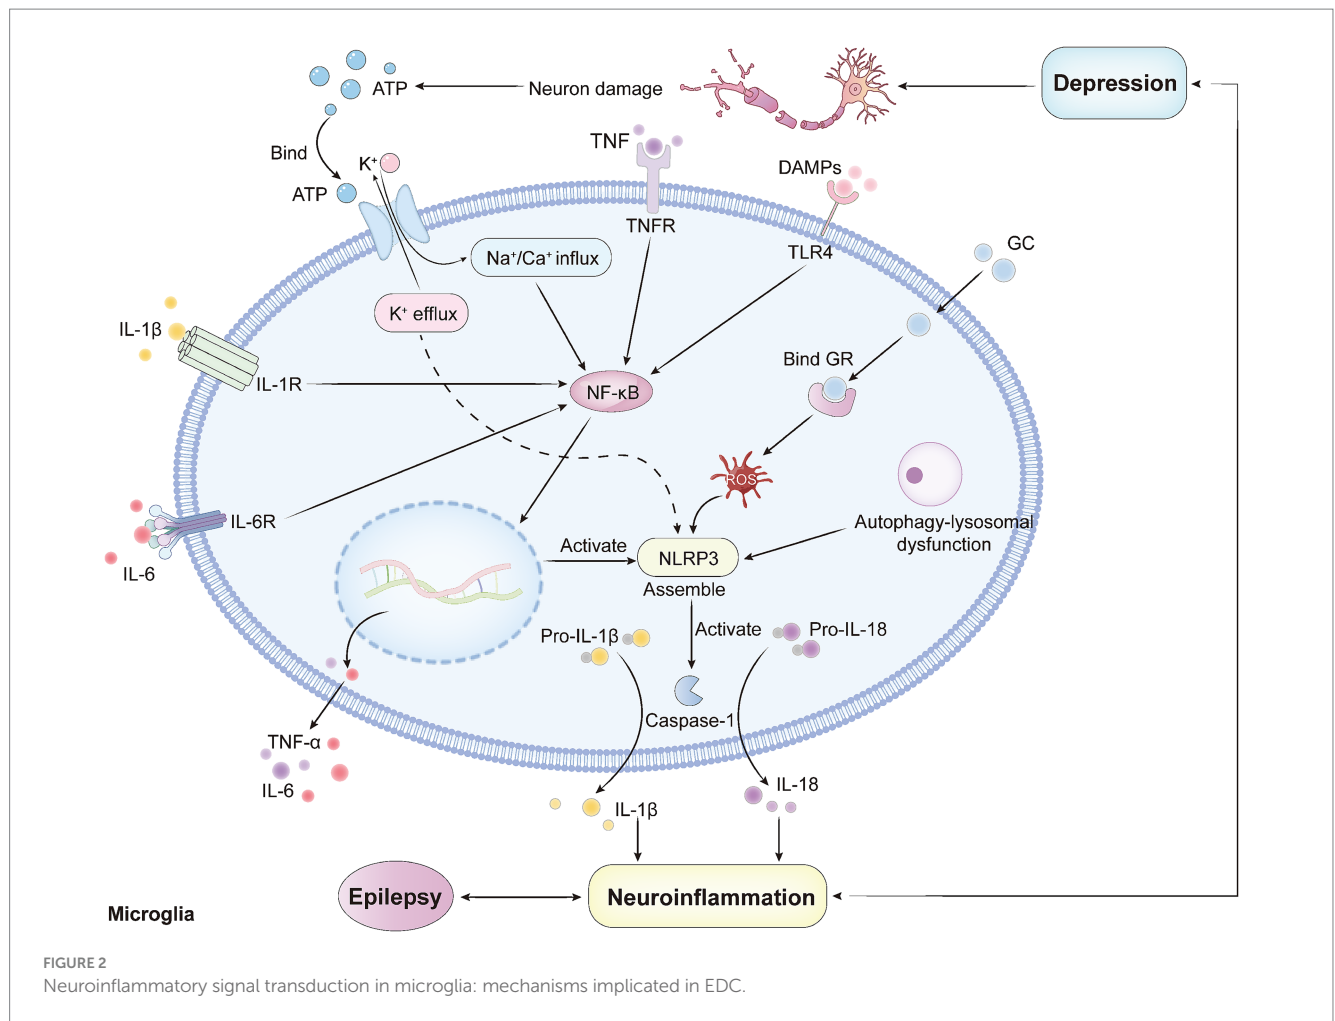 Depression
ATP
Neuron damage
TNF
Bind
K⁺
DAMPs
ATP
TNFR
TLR4
GC
Na⁺/Ca⁺ influx
K⁺ efflux
IL-1β
IL-1R
Bind GR
NF-κB
ROS
IL-6R
Autophagy-lysosomal
dysfunction
IL-6
Activate
NLRP3
Assemble
Pro-IL-1β
Activate
Pro-IL-18
Caspase-1
TNF-α
IL-6
IL-18
IL-1β
Epilepsy
Neuroinflammation
Microglia
FIGURE 2
Neuroinflammatory signal transduction in microglia: mechanisms implicated in EDC.